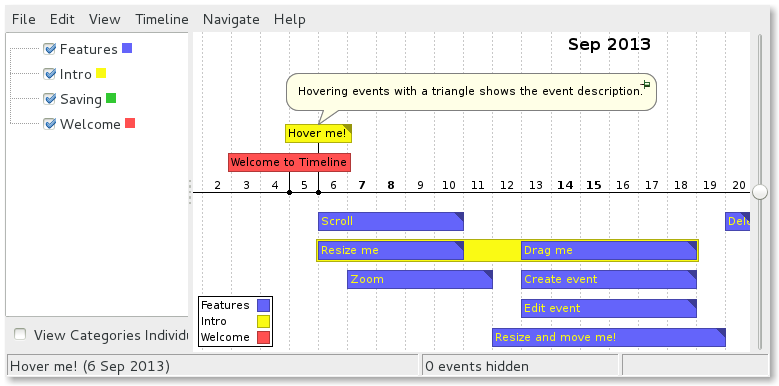 File Edit View Timeline Navigate Help
Features
Intro
Saving
Welcome
View Categories Individu
Sep 2013
Hovering events with a triangle shows the event description.
Hover me!
Welcome to Timeline
2 3 4 5 6 7 8 9 10 11 12 13 14 15 16 17 18 19 20
Scroll Dele
Resize me Drag me
Zoom Create event
Edit event
Resize and move me!
Features
Intro
Welcome
Hover me! (6 Sep 2013) 0 events hidden